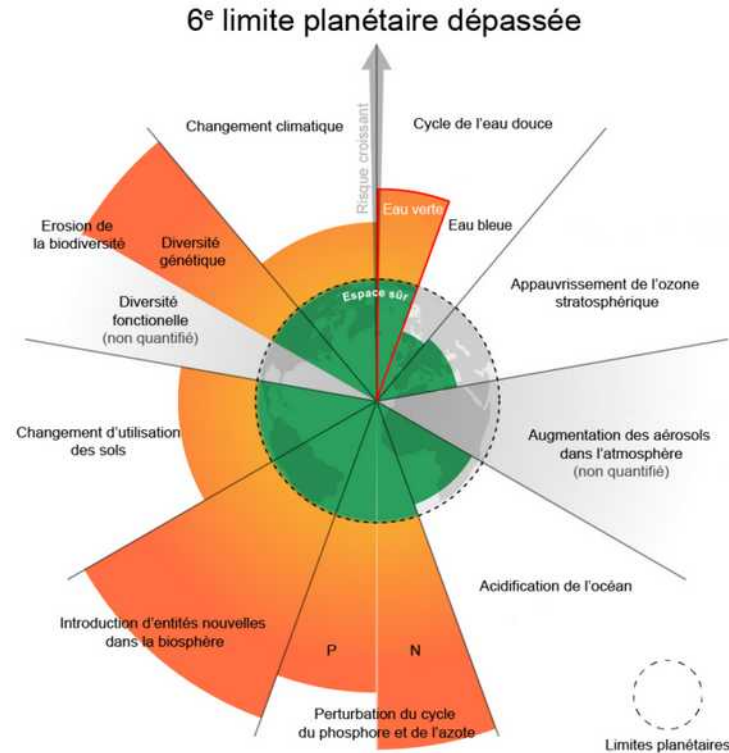 6e limite planétaire dépassée
Changement climatique
Risque croissant
Cycle de l'eau douce
Eau verte
Eau bleue
Erosion de
la biodiversité
Diversité
génétique
Espace sûr
Appauvrissement de l'ozone
stratosphérique
Diversité
fonctionelle
(non quantifié)
Changement d'utilisation
des sols
Augmentation des aérosols
dans l'atmosphère
(non quantifié)
Acidification de l'océan
Introduction d'entités nouvelles
dans la biosphère
P
N
Perturbation du cycle
du phosphore et de l'azote
Limites planétaires